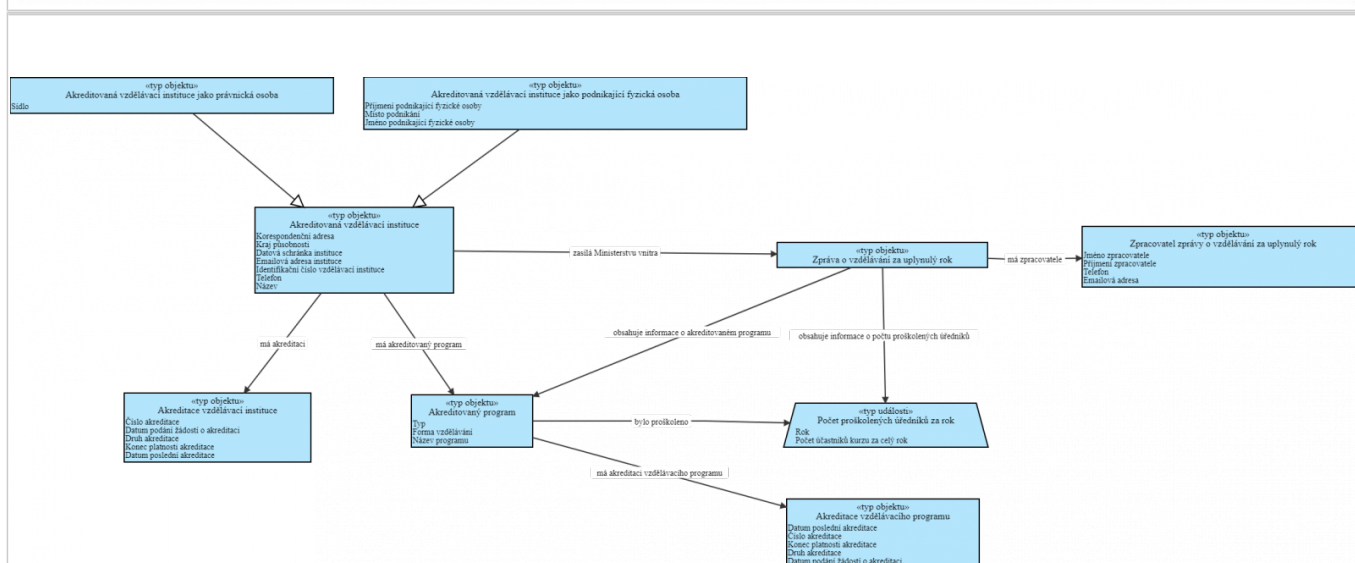 «typ objektu»
Akreditovaná vzdělávací instituce jako právnická osoba
Sídlo
«typ objektu»
Akreditovaná vzdělávací instituce jako podnikající fyzická osoba
Příjmení podnikající fyzické osoby
Místo podnikání
Jméno podnikající fyzické osoby
«typ objektu»
Akreditovaná vzdělávací instituce
Korespondenční adresa
Kraj působnosti
Datová schránka instituce
Emailová adresa instituce
Identifikační číslo vzdělávací instituce
Telefon
Název
zasílá Ministerstvu vnitra
«typ objektu»
Zpráva o vzdělávání za uplynulý rok
má zpracovatele
«typ objektu»
Zpracovatel zprávy o vzdělávání za uplynulý rok
Jméno zpracovatele
Příjmení zpracovatele
Telefon
Emailová adresa
má akreditaci
má akreditovaný program
obsahuje informace o akreditovaném programu
obsahuje informace o počtu proškolených úředníků
«typ objektu»
Akreditace vzdělávací instituce
Číslo akreditace
Datum podání žádostí o akreditaci
Druh akreditace
Konec platnosti akreditace
Datum poslední akreditace
«typ objektu»
Akreditovaný program
Typ
Forma vzdělávání
Název programu
bylo proškoleno
«typ události»
Počet proškolených úředníků za rok
Rok
Počet účastníků kurzu za celý rok
má akreditaci vzdělávacího programu
«typ objektu»
Akreditace vzdělávacího programu
Datum poslední akreditace
Číslo akreditace
Konec platnosti akreditace
Druh akreditace
Datum podání žádostí o akreditaci